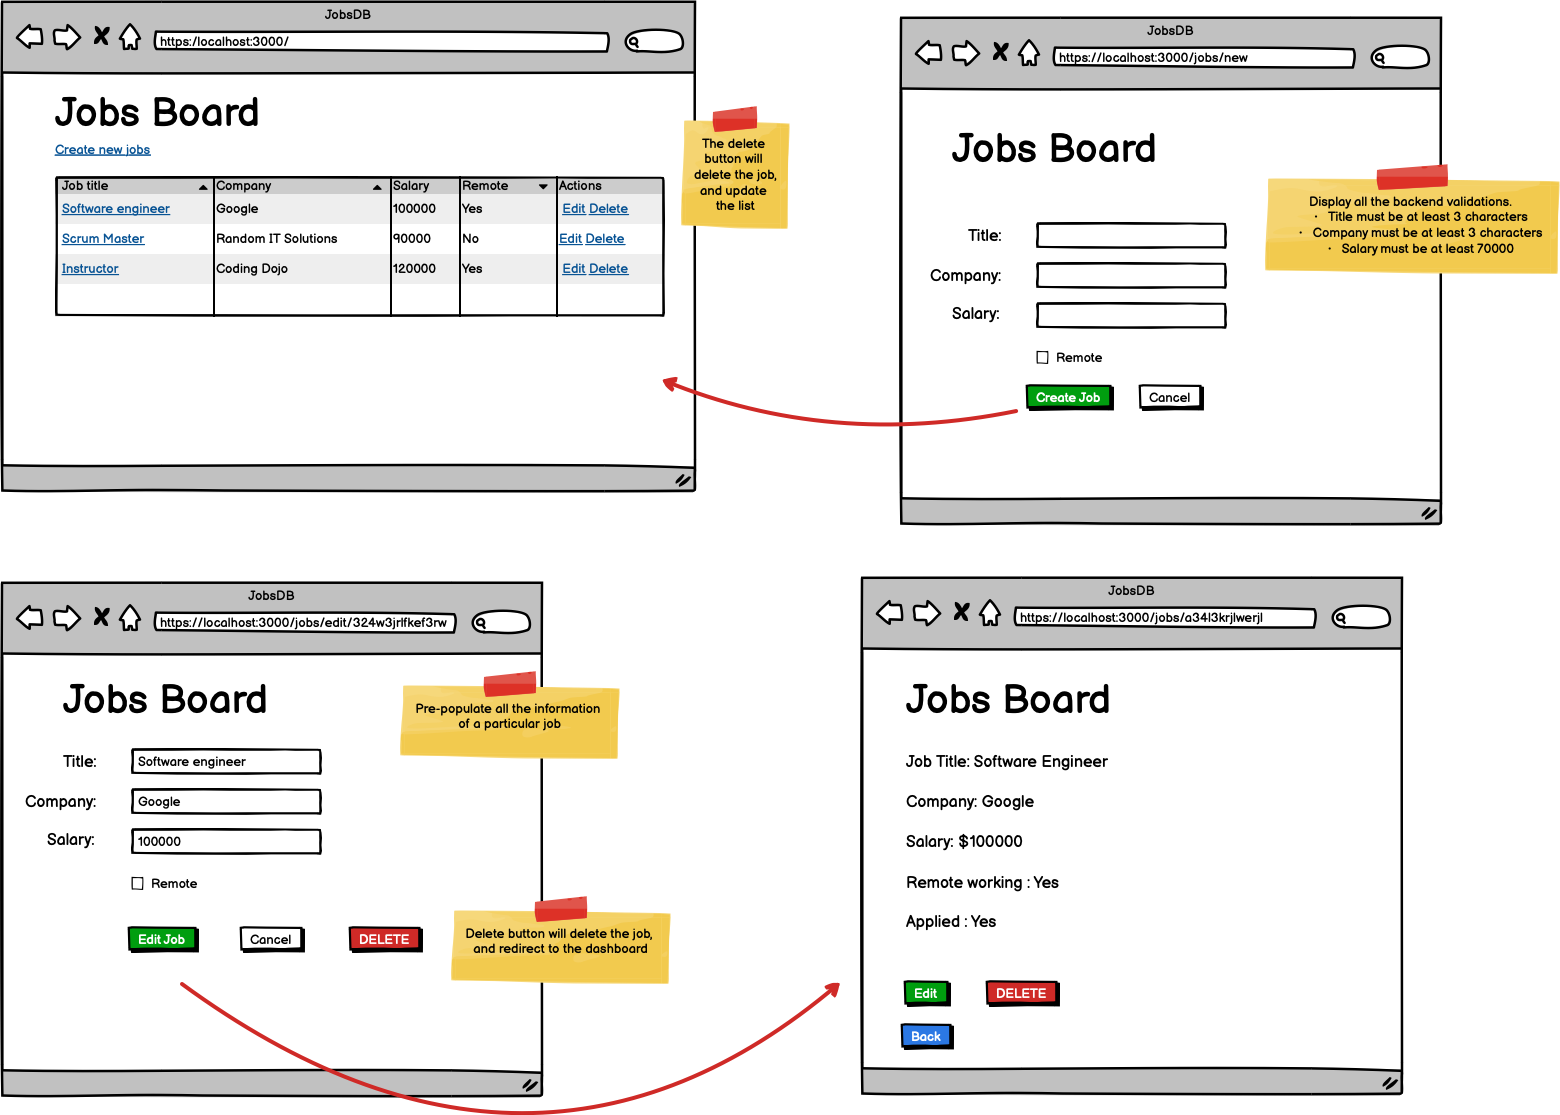 JobsDB
https:/localhost:3000/
Jobs Board
Create new jobs
Job title Company Salary Remote Actions
Software engineer Google 100000 Yes Edit Delete
Scrum Master Random IT Solutions 90000 No Edit Delete
Instructor Coding Dojo 120000 Yes Edit Delete
The delete
button will
delete the job,
and update
the list
JobsDB
https://localhost:3000/jobs/new
Jobs Board
Title:
Company:
Salary:
Remote
Create Job Cancel
Display all the backend validations.
· Title must be at least 3 characters
· Company must be at least 3 characters
· Salary must be at least 70000
JobsDB
https://localhost:3000/jobs/edit/324w3jrlfkef3rw
Jobs Board
Pre-populate all the information
of a particular job
Title: Software engineer
Company: Google
Salary: 100000
Remote
Edit Job Cancel DELETE
Delete button will delete the job,
and redirect to the dashboard
JobsDB
https://localhost:3000/jobs/a34l3krjlwerjl
Jobs Board
Job Title: Software Engineer
Company: Google
Salary: $100000
Remote working : Yes
Applied : Yes
Edit DELETE
Back